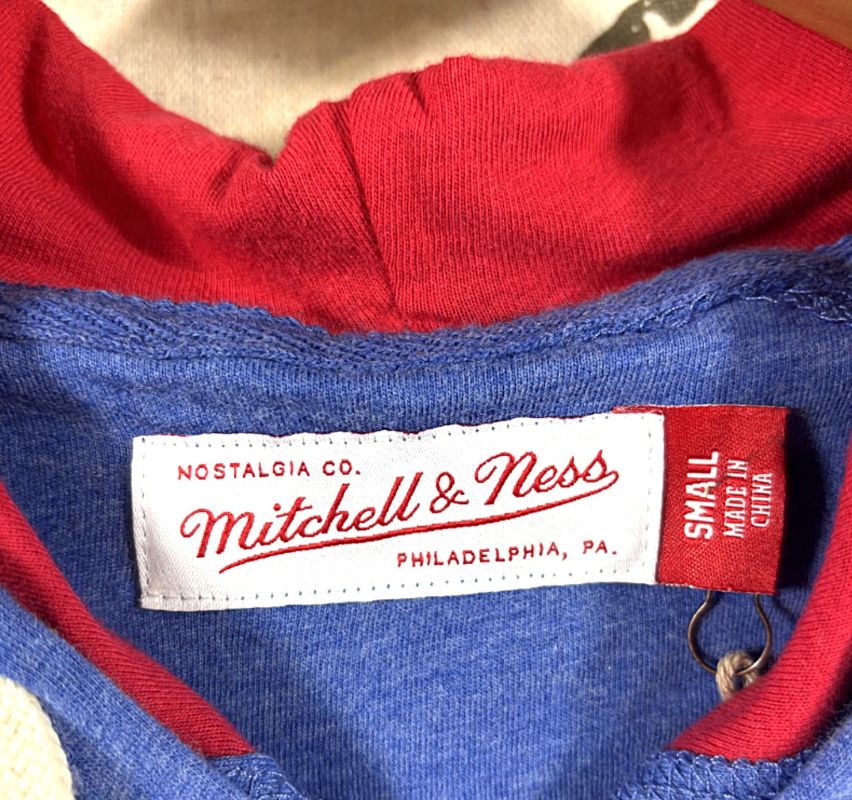 NOSTALGIA CO.
Mitchell & Ness
PHILADELPHIA, PA.
SMALL
MADE IN
CHINA